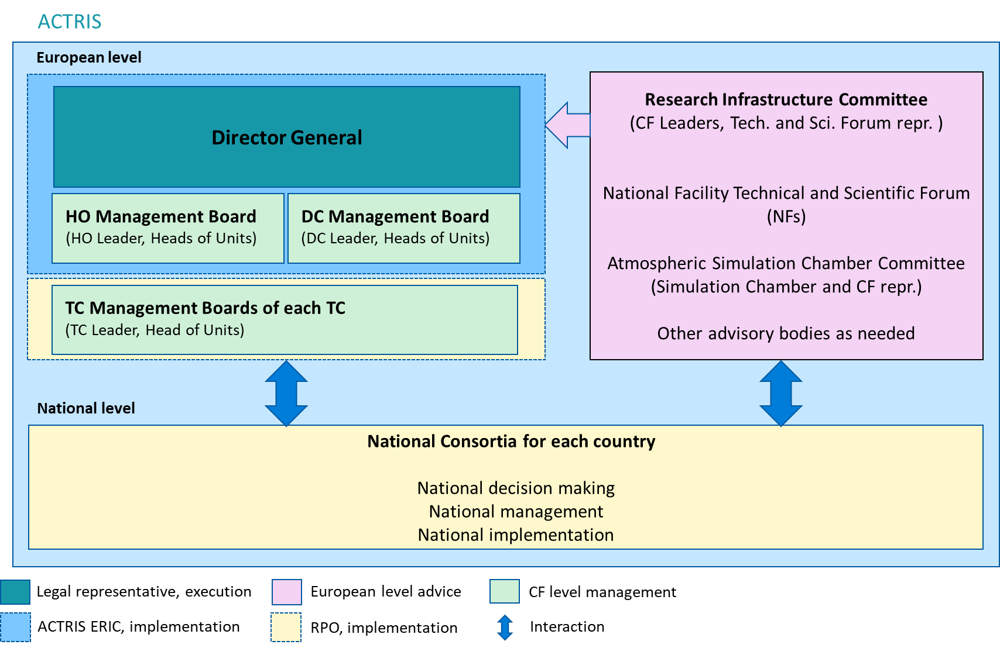 ACTRIS
European level
Director General
HO Management Board
(HO Leader, Heads of Units)
DC Management Board
(DC Leader, Heads of Units)
TC Management Boards of each TC
(TC Leader, Head of Units)
Research Infrastructure Committee
(CF Leaders, Tech. and Sci. Forum repr. )
National Facility Technical and Scientific Forum
(NFs)
Atmospheric Simulation Chamber Committee
(Simulation Chamber and CF repr.)
Other advisory bodies as needed
National level
National Consortia for each country
National decision making
National management
National implementation
Legal representative, execution
European level advice
CF level management
ACTRIS ERIC, implementation
RPO, implementation
Interaction